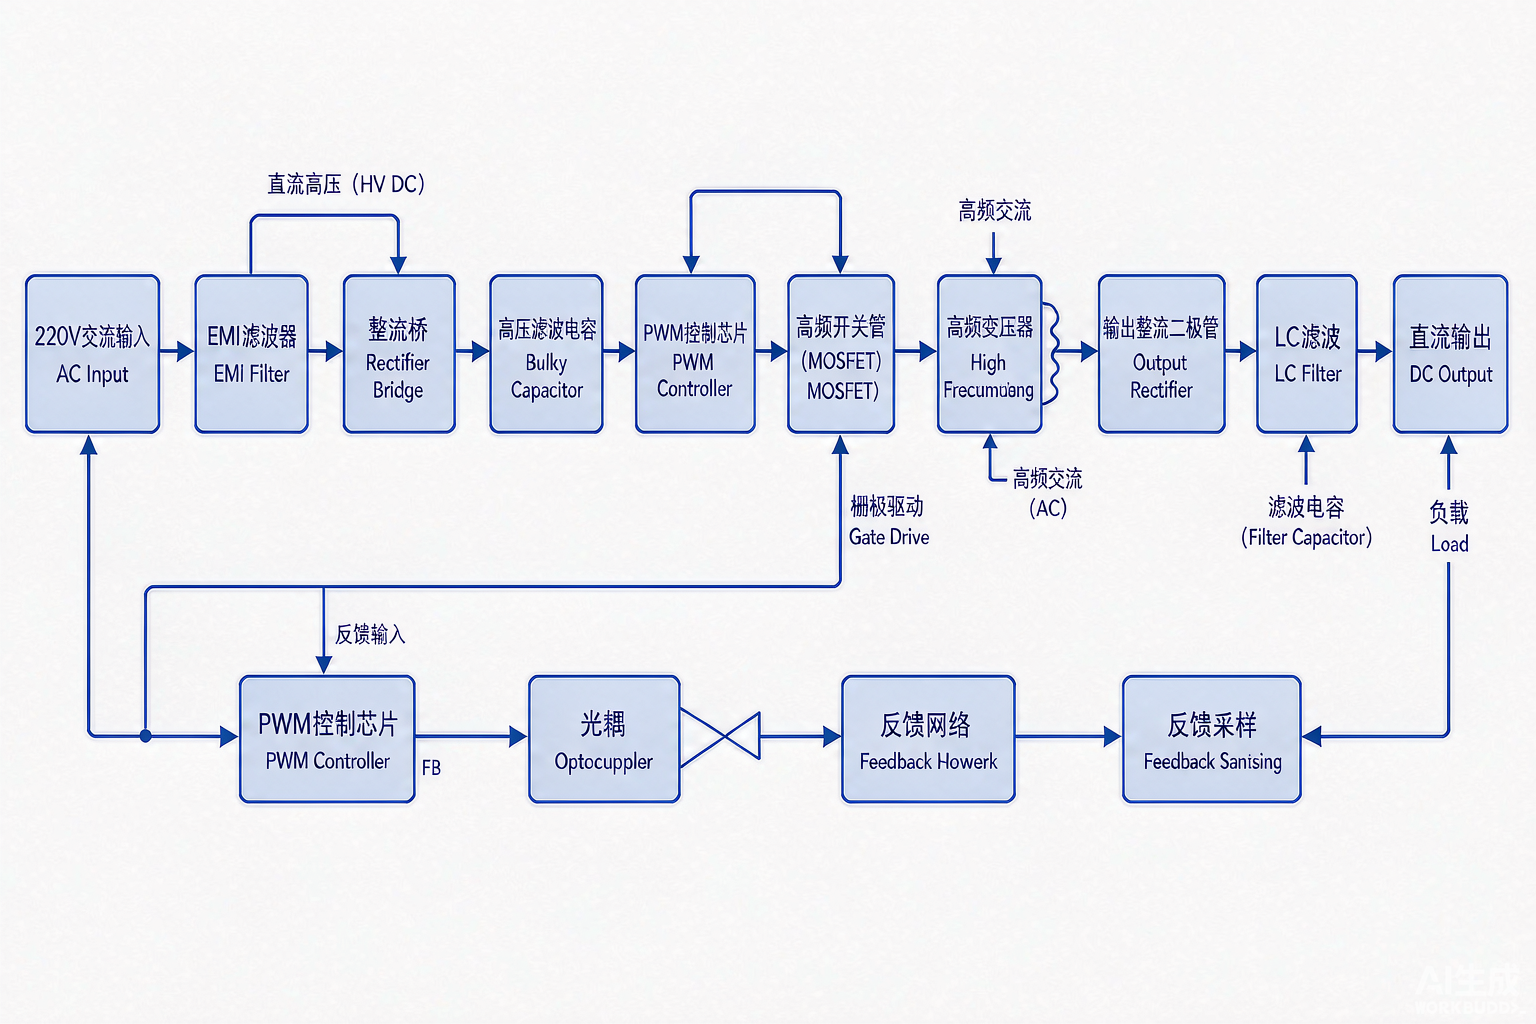 直流高压（HV DC）
高频交流
220V交流输入
AC Input
EMI滤波器
EMI Filter
整流桥
Rectifier
Bridge
高压滤波电容
Bulky
Capacitor
PWM控制芯片
PWM
Controller
高频开关管
(MOSFET)
MOSFET)
高频变压器
High
输出整流二极管
Output
Rectifier
LC滤波
LC Filter
直流输出
DC Output
高频交流
(AC)
栅极驱动
Gate Drive
滤波电容
(Filter Capacitor)
负载
Load
反馈输入
PWM控制芯片
PWM Controller
FB
光耦
Optocuppler
反馈网络
Feedback Howerk
反馈采样
Feedback Sanising
AI生成